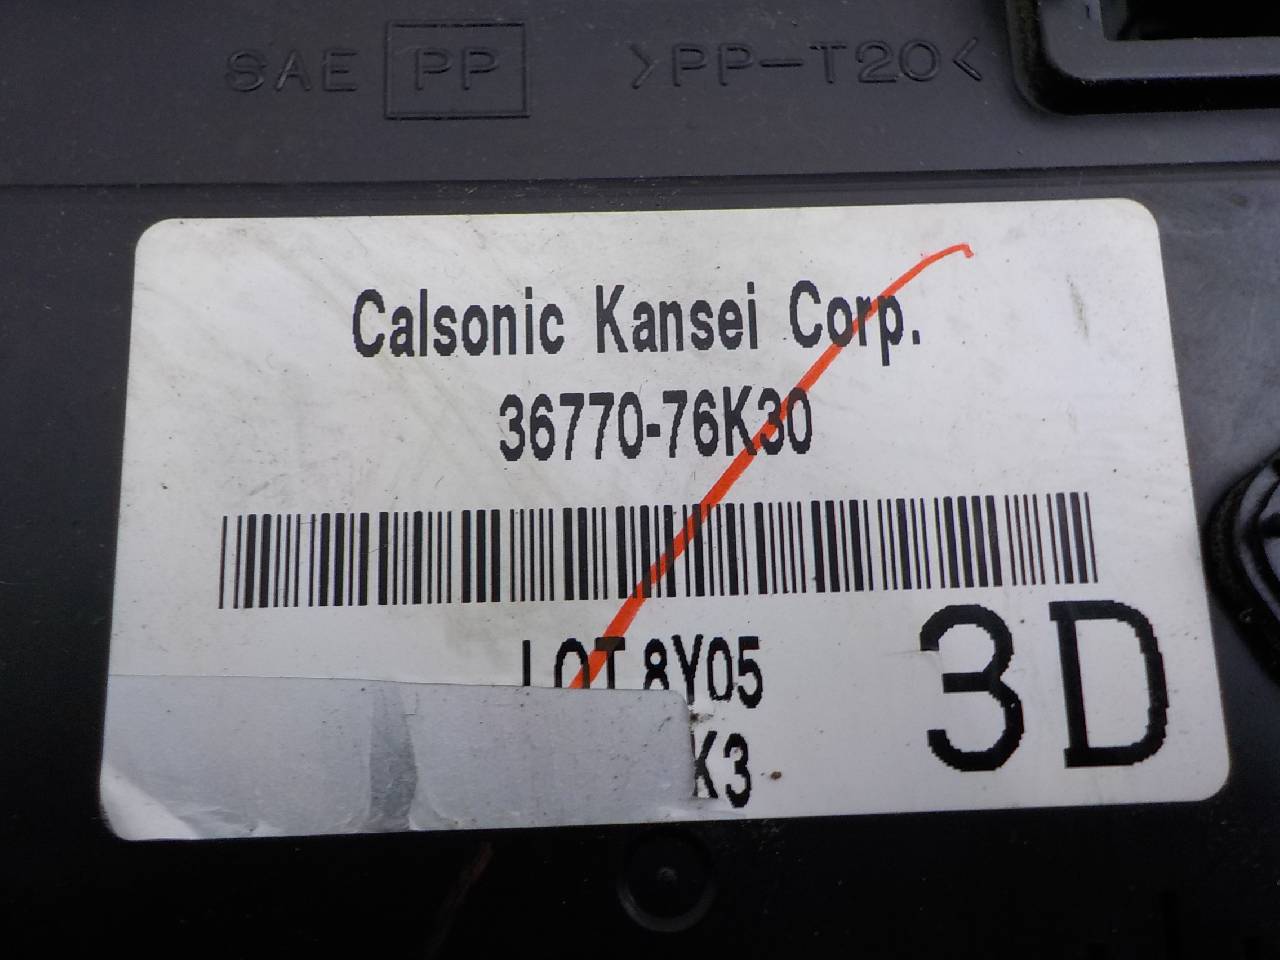 SAE PP >PP-T20<
Calsonic Kansei Corp.
36770-76K30
LOT 8Y05
K3
3D